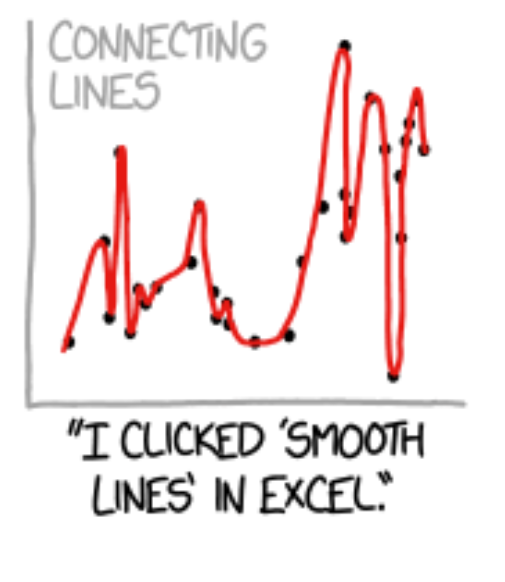 CONNECTING
LINES
"I CLICKED 'SMOOTH
LINES' IN EXCEL."